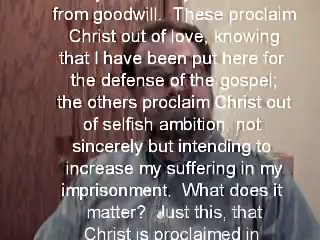 from goodwill. These proclaim
Christ out of love, knowing
that I have been put here for
the defense of the gospel;
the others proclaim Christ out
of selfish ambition, not
sincerely but intending to
increase my suffering in my
imprisonment. What does it
matter? Just this, that
Christ is proclaimed in